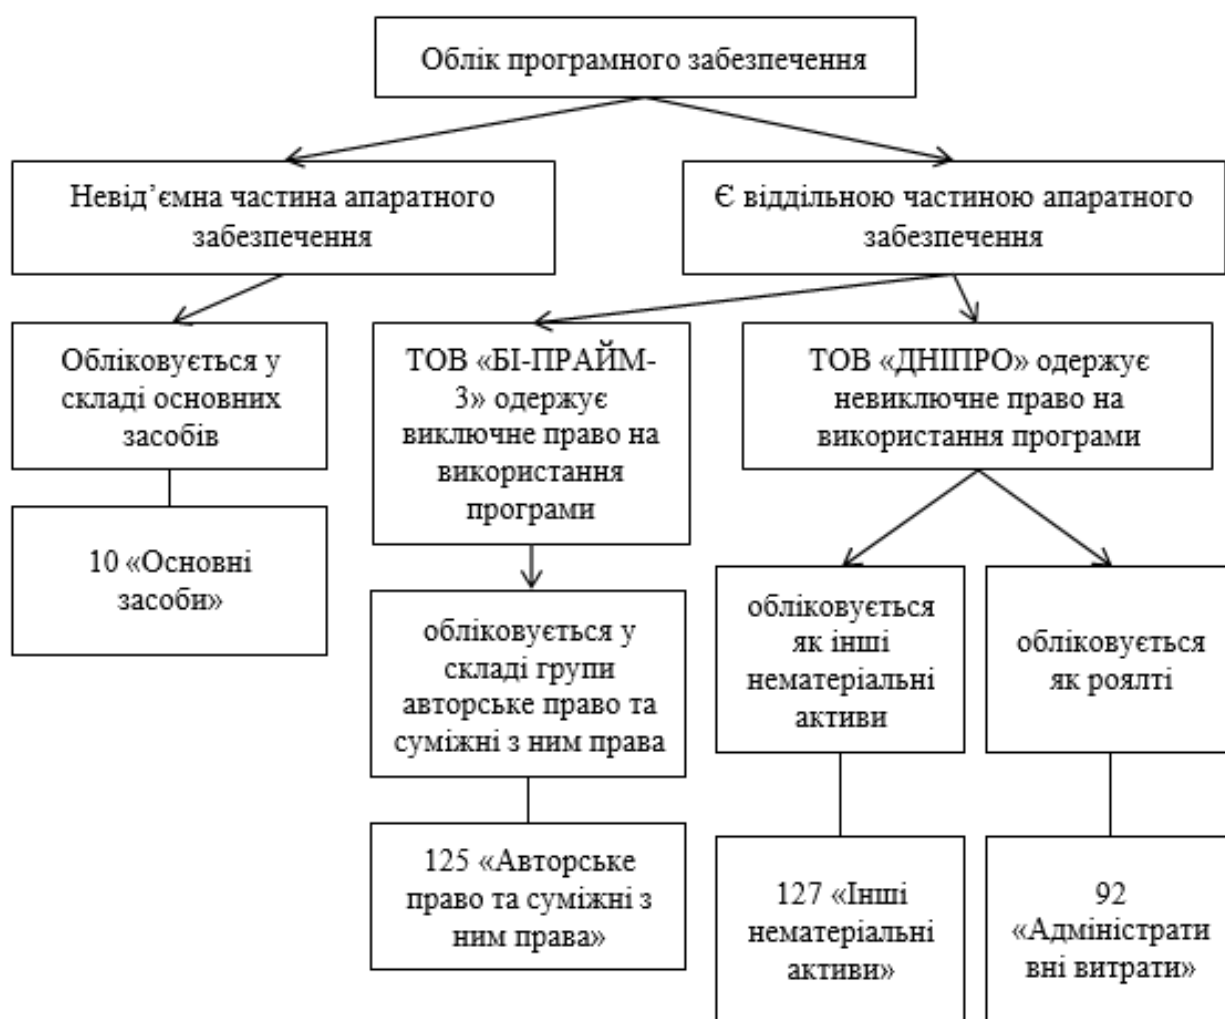 Облік програмного забезпечення
Невід’ємна частина апаратного
забезпечення
Є віддільною частиною апаратного
забезпечення
Обліковується у
складі основних
засобів
ТОВ «БІ-ПРАЙМ-
3» одержує
виключне право на
використання
програми
ТОВ «ДНІПРО» одержує
невиключне право на
використання програми
10 «Основні
засоби»
обліковується у
складі групи
авторське право та
суміжні з ним права
обліковується
як інші
нематеріальні
активи
обліковується
як роялті
125 «Авторське
право та суміжні з
ним права»
127 «Інші
нематеріальні
активи»
92
«Адміністрати
вні витрати»